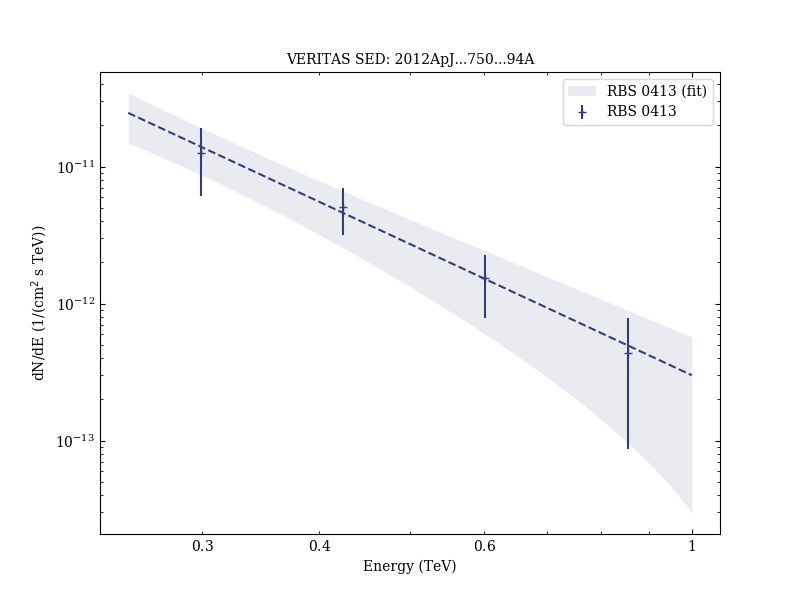 VERITAS SED: 2012ApJ...750...94A
RBS 0413 (fit)
RBS 0413
10⁻¹¹
10⁻¹²
10⁻¹³
dN/dE (1/(cm² s TeV))
0.3 0.4 0.6 1
Energy (TeV)